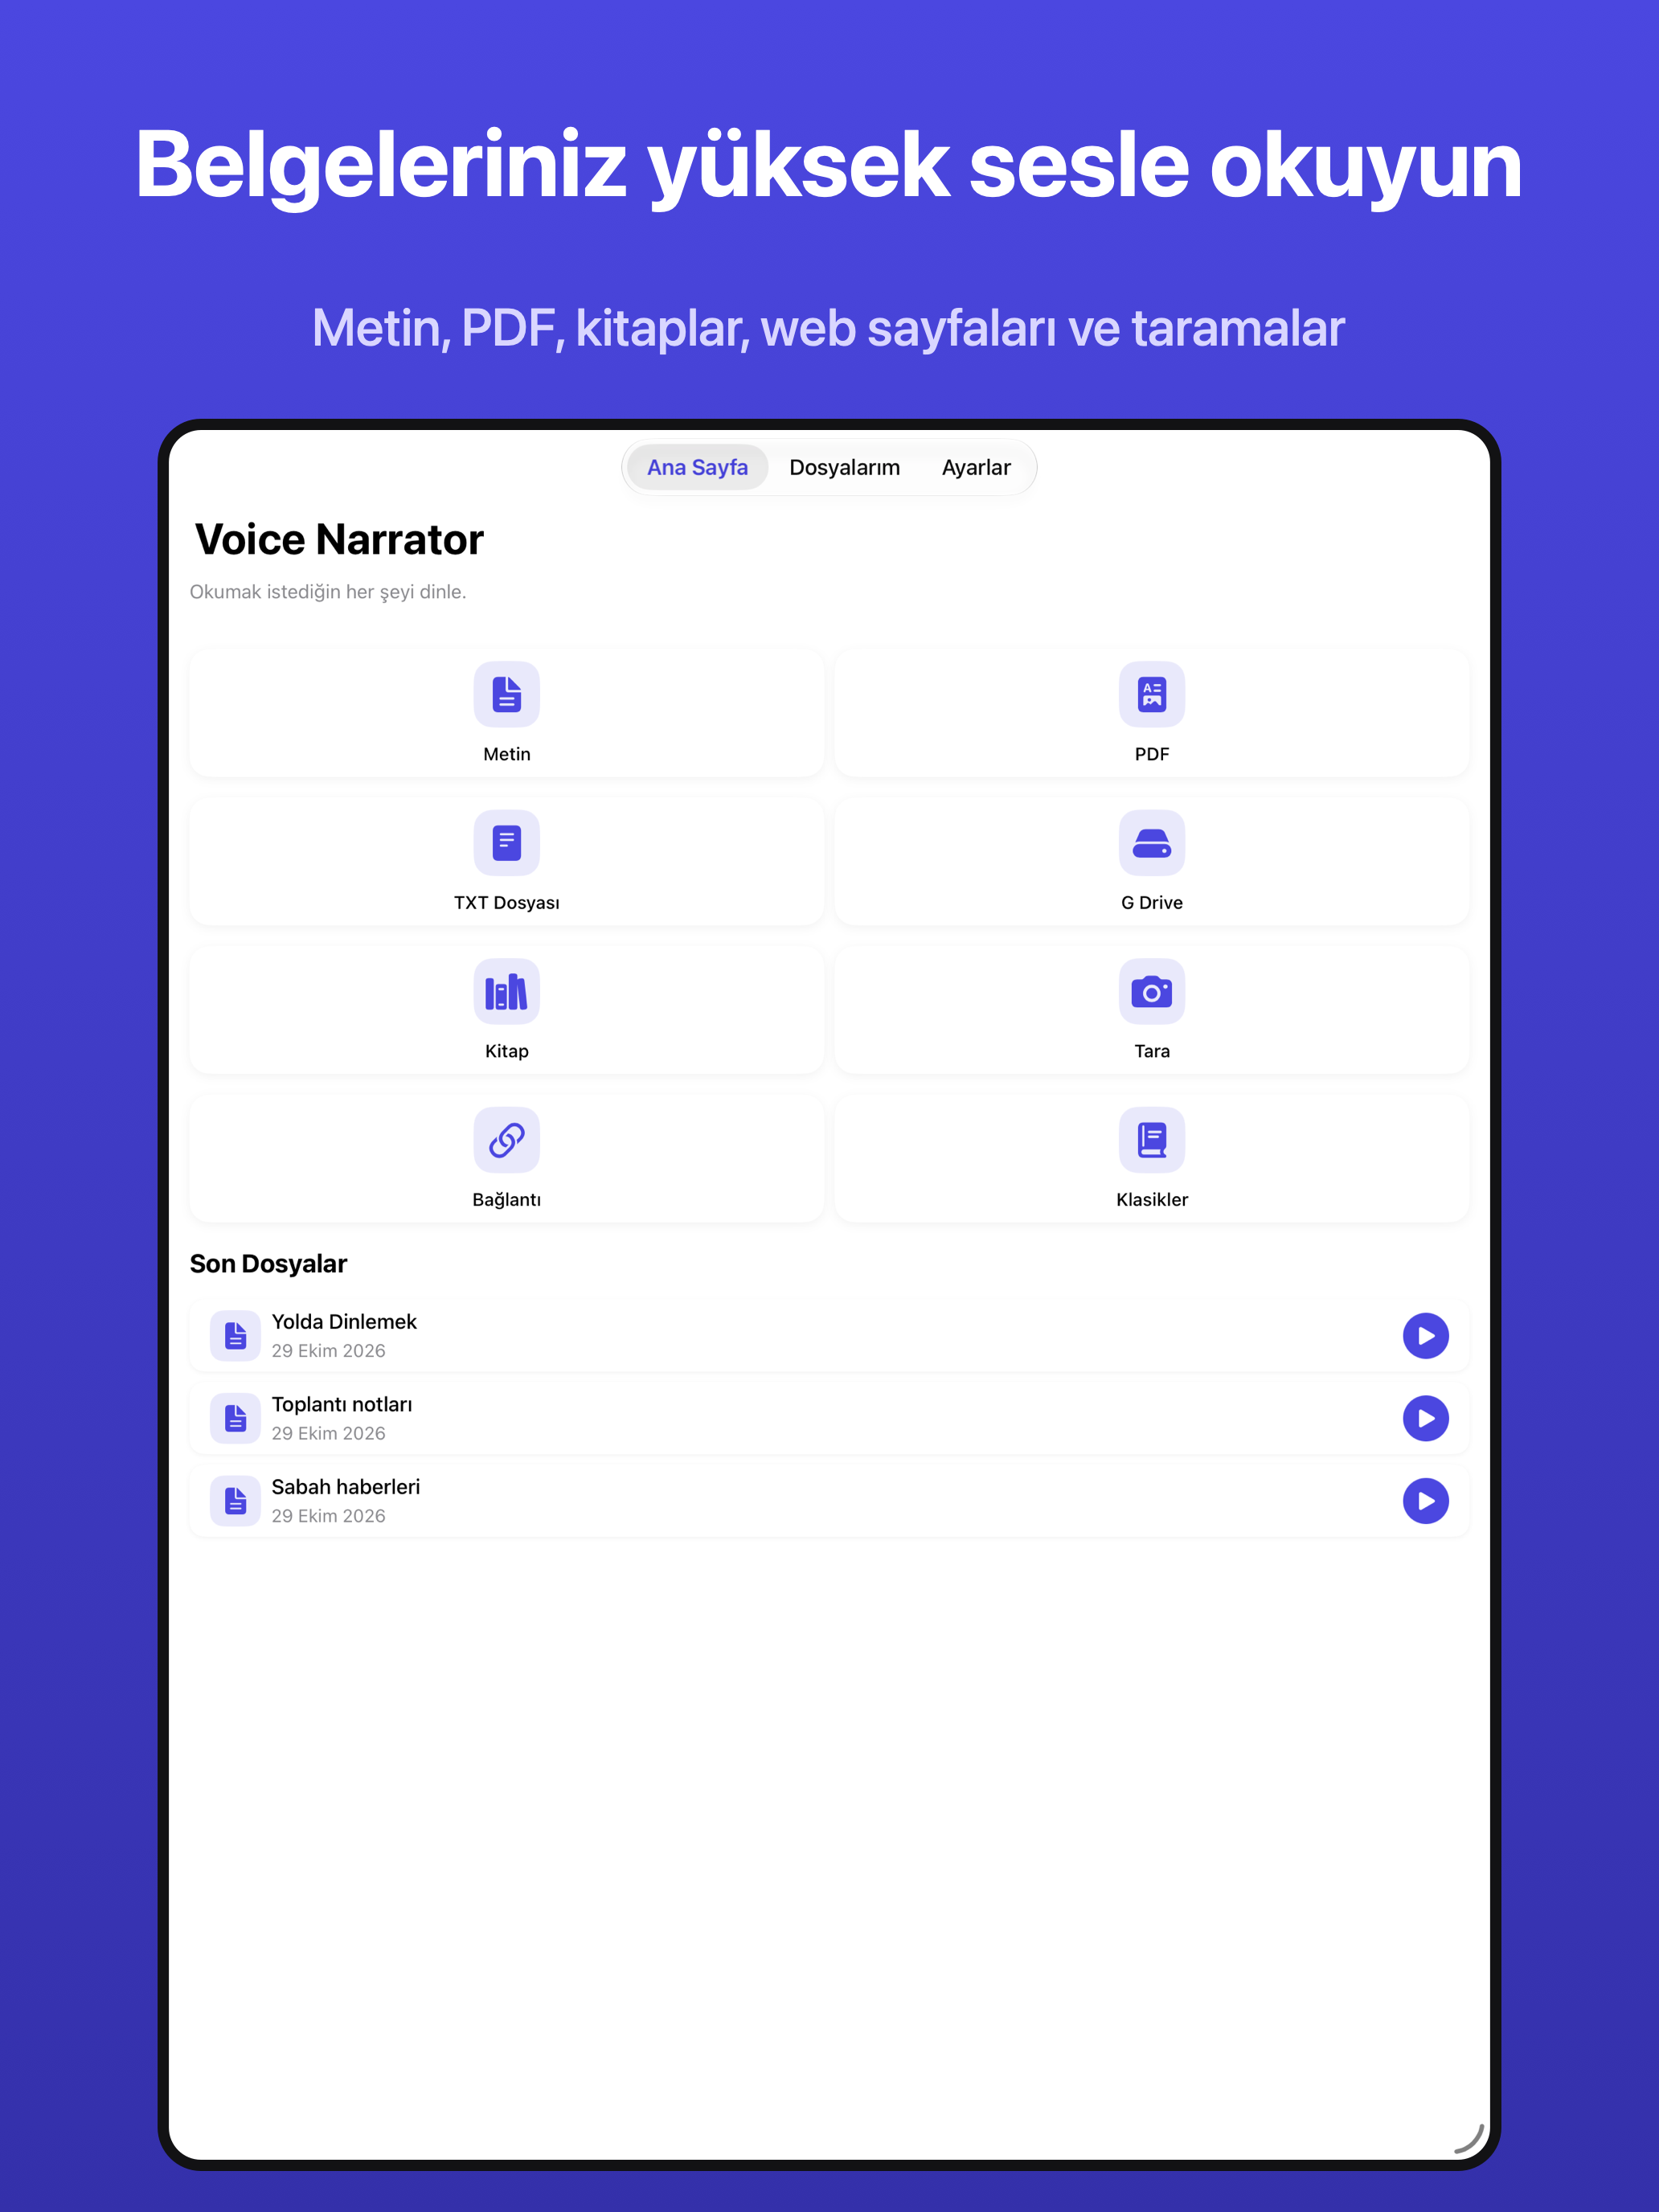 Belgeleriniz yüksek sesle okuyun
Metin, PDF, kitaplar, web sayfaları ve taramalar
Ana Sayfa Dosyalarım Ayarlar
Voice Narrator
Okumak istediğin her şeyi dinle.
Metin PDF
TXT Dosyası G Drive
Kitap Tara
Bağlantı Klasikler
Son Dosyalar
Yolda Dinlemek
29 Ekim 2026
Toplantı notları
29 Ekim 2026
Sabah haberleri
29 Ekim 2026